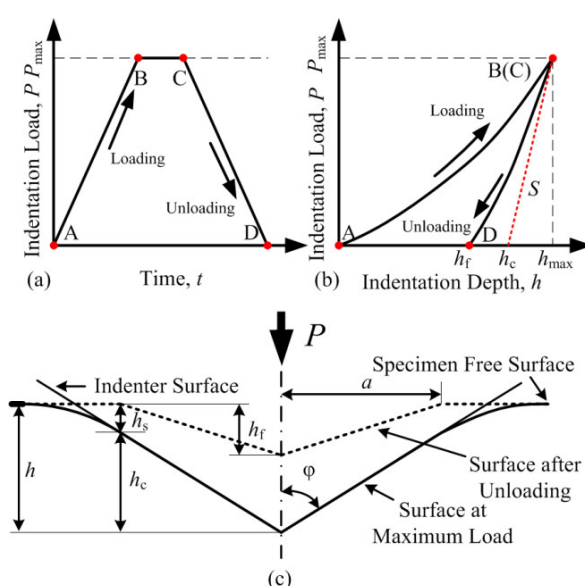 Indentation Load, P P_max
B
C
Loading
Unloading
A
D
(a)
Time, t
Indentation Load, P P_max
B(C)
Loading
S
Unloading
A
D
h_f
h_c
h_max
(b)
Indentation Depth, h
P
Specimen Free Surface
Indenter Surface
a
h_s
h_f
h
h_c
φ
Surface after
Unloading
Surface at
Maximum Load
(c)